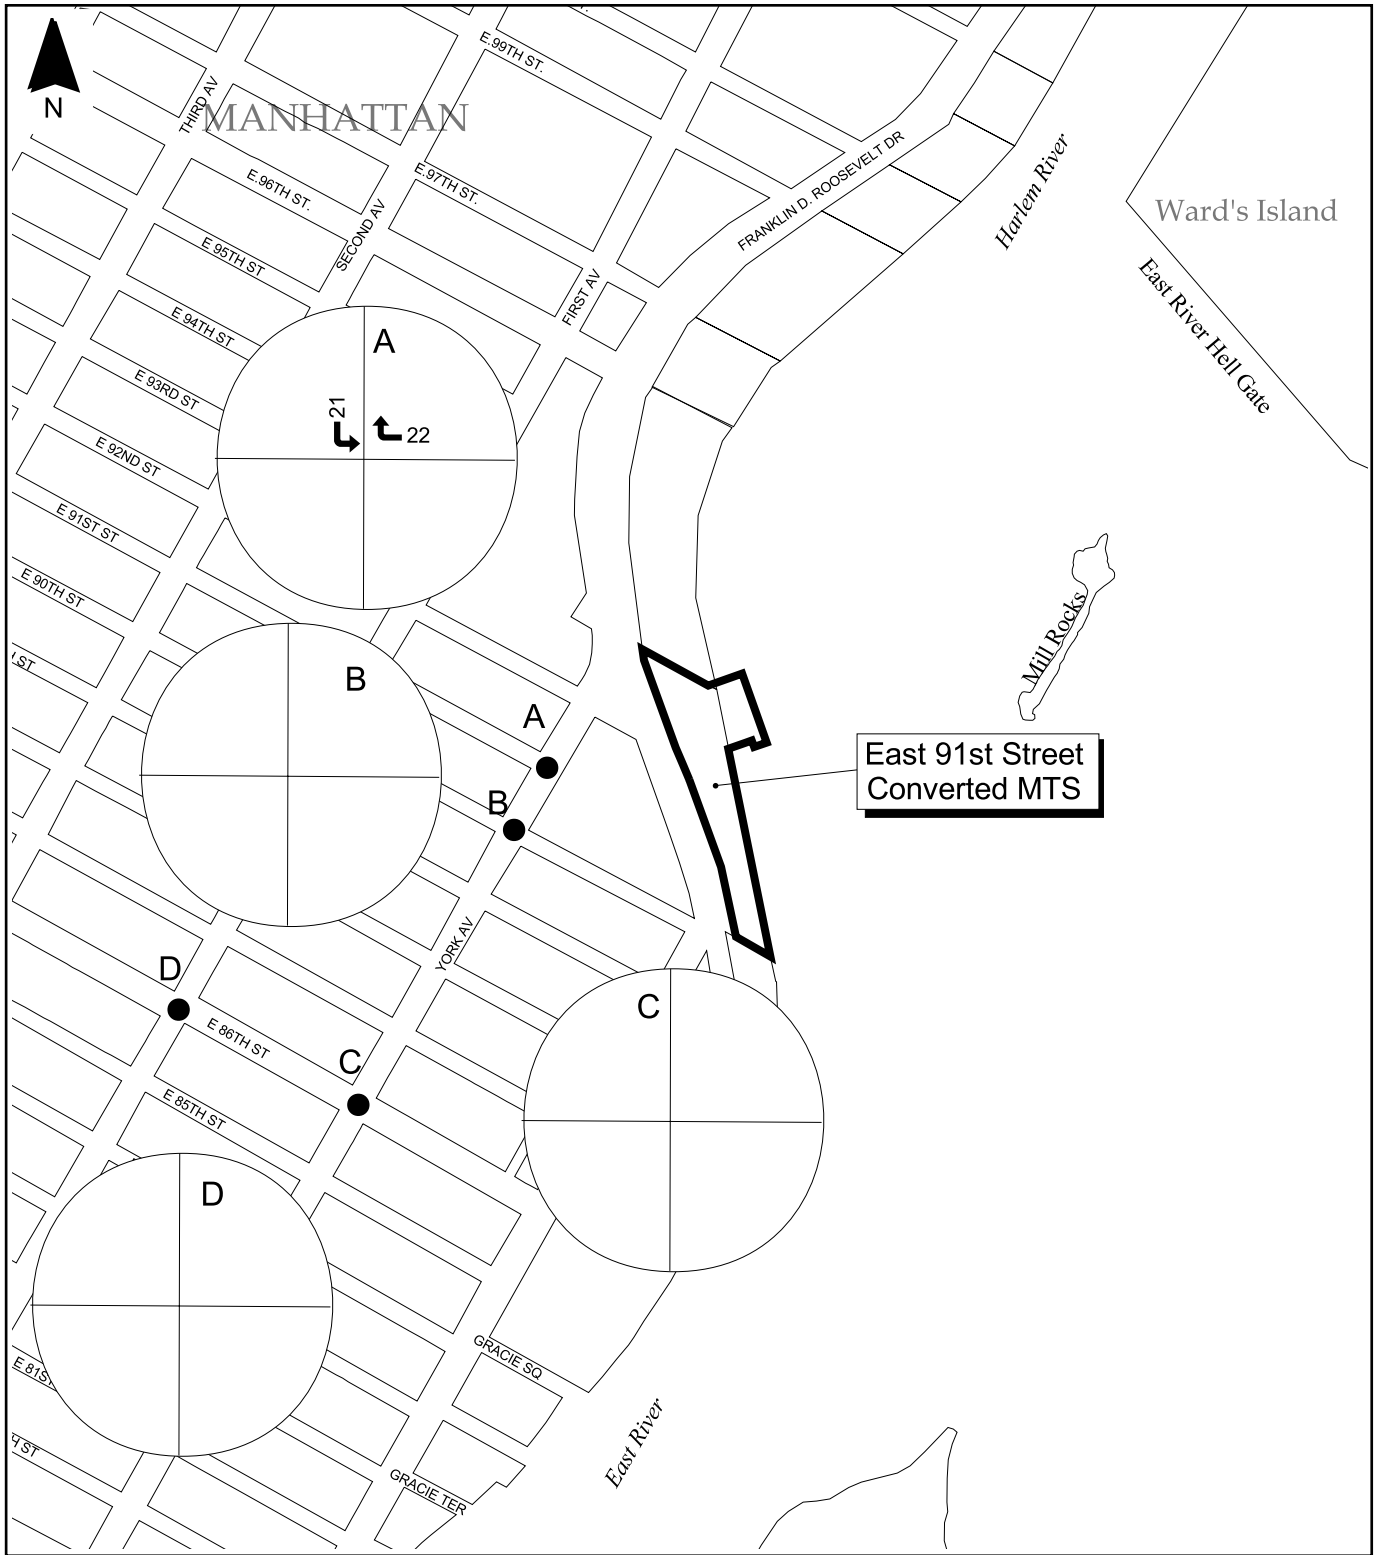 E.99TH ST.
N
THIRD AV
MANHATTAN
FRANKLIN D. ROOSEVELT DR
Harlem River
E.97TH ST.
E.96TH ST.
Ward's Island
SECOND AV
E 95TH ST
FIRST AV
East River Hell Gate
E 94TH ST
A
E 93RD ST
21
22
E 92ND ST
E 91ST ST
E 90TH ST
Mill Rocks
ST
B
A
East 91st Street
Converted MTS
B
YORK AV
D
C
E 86TH ST
C
E 85TH ST
D
GRACIE SQ
E 81ST
East River
H ST
GRACIE TER